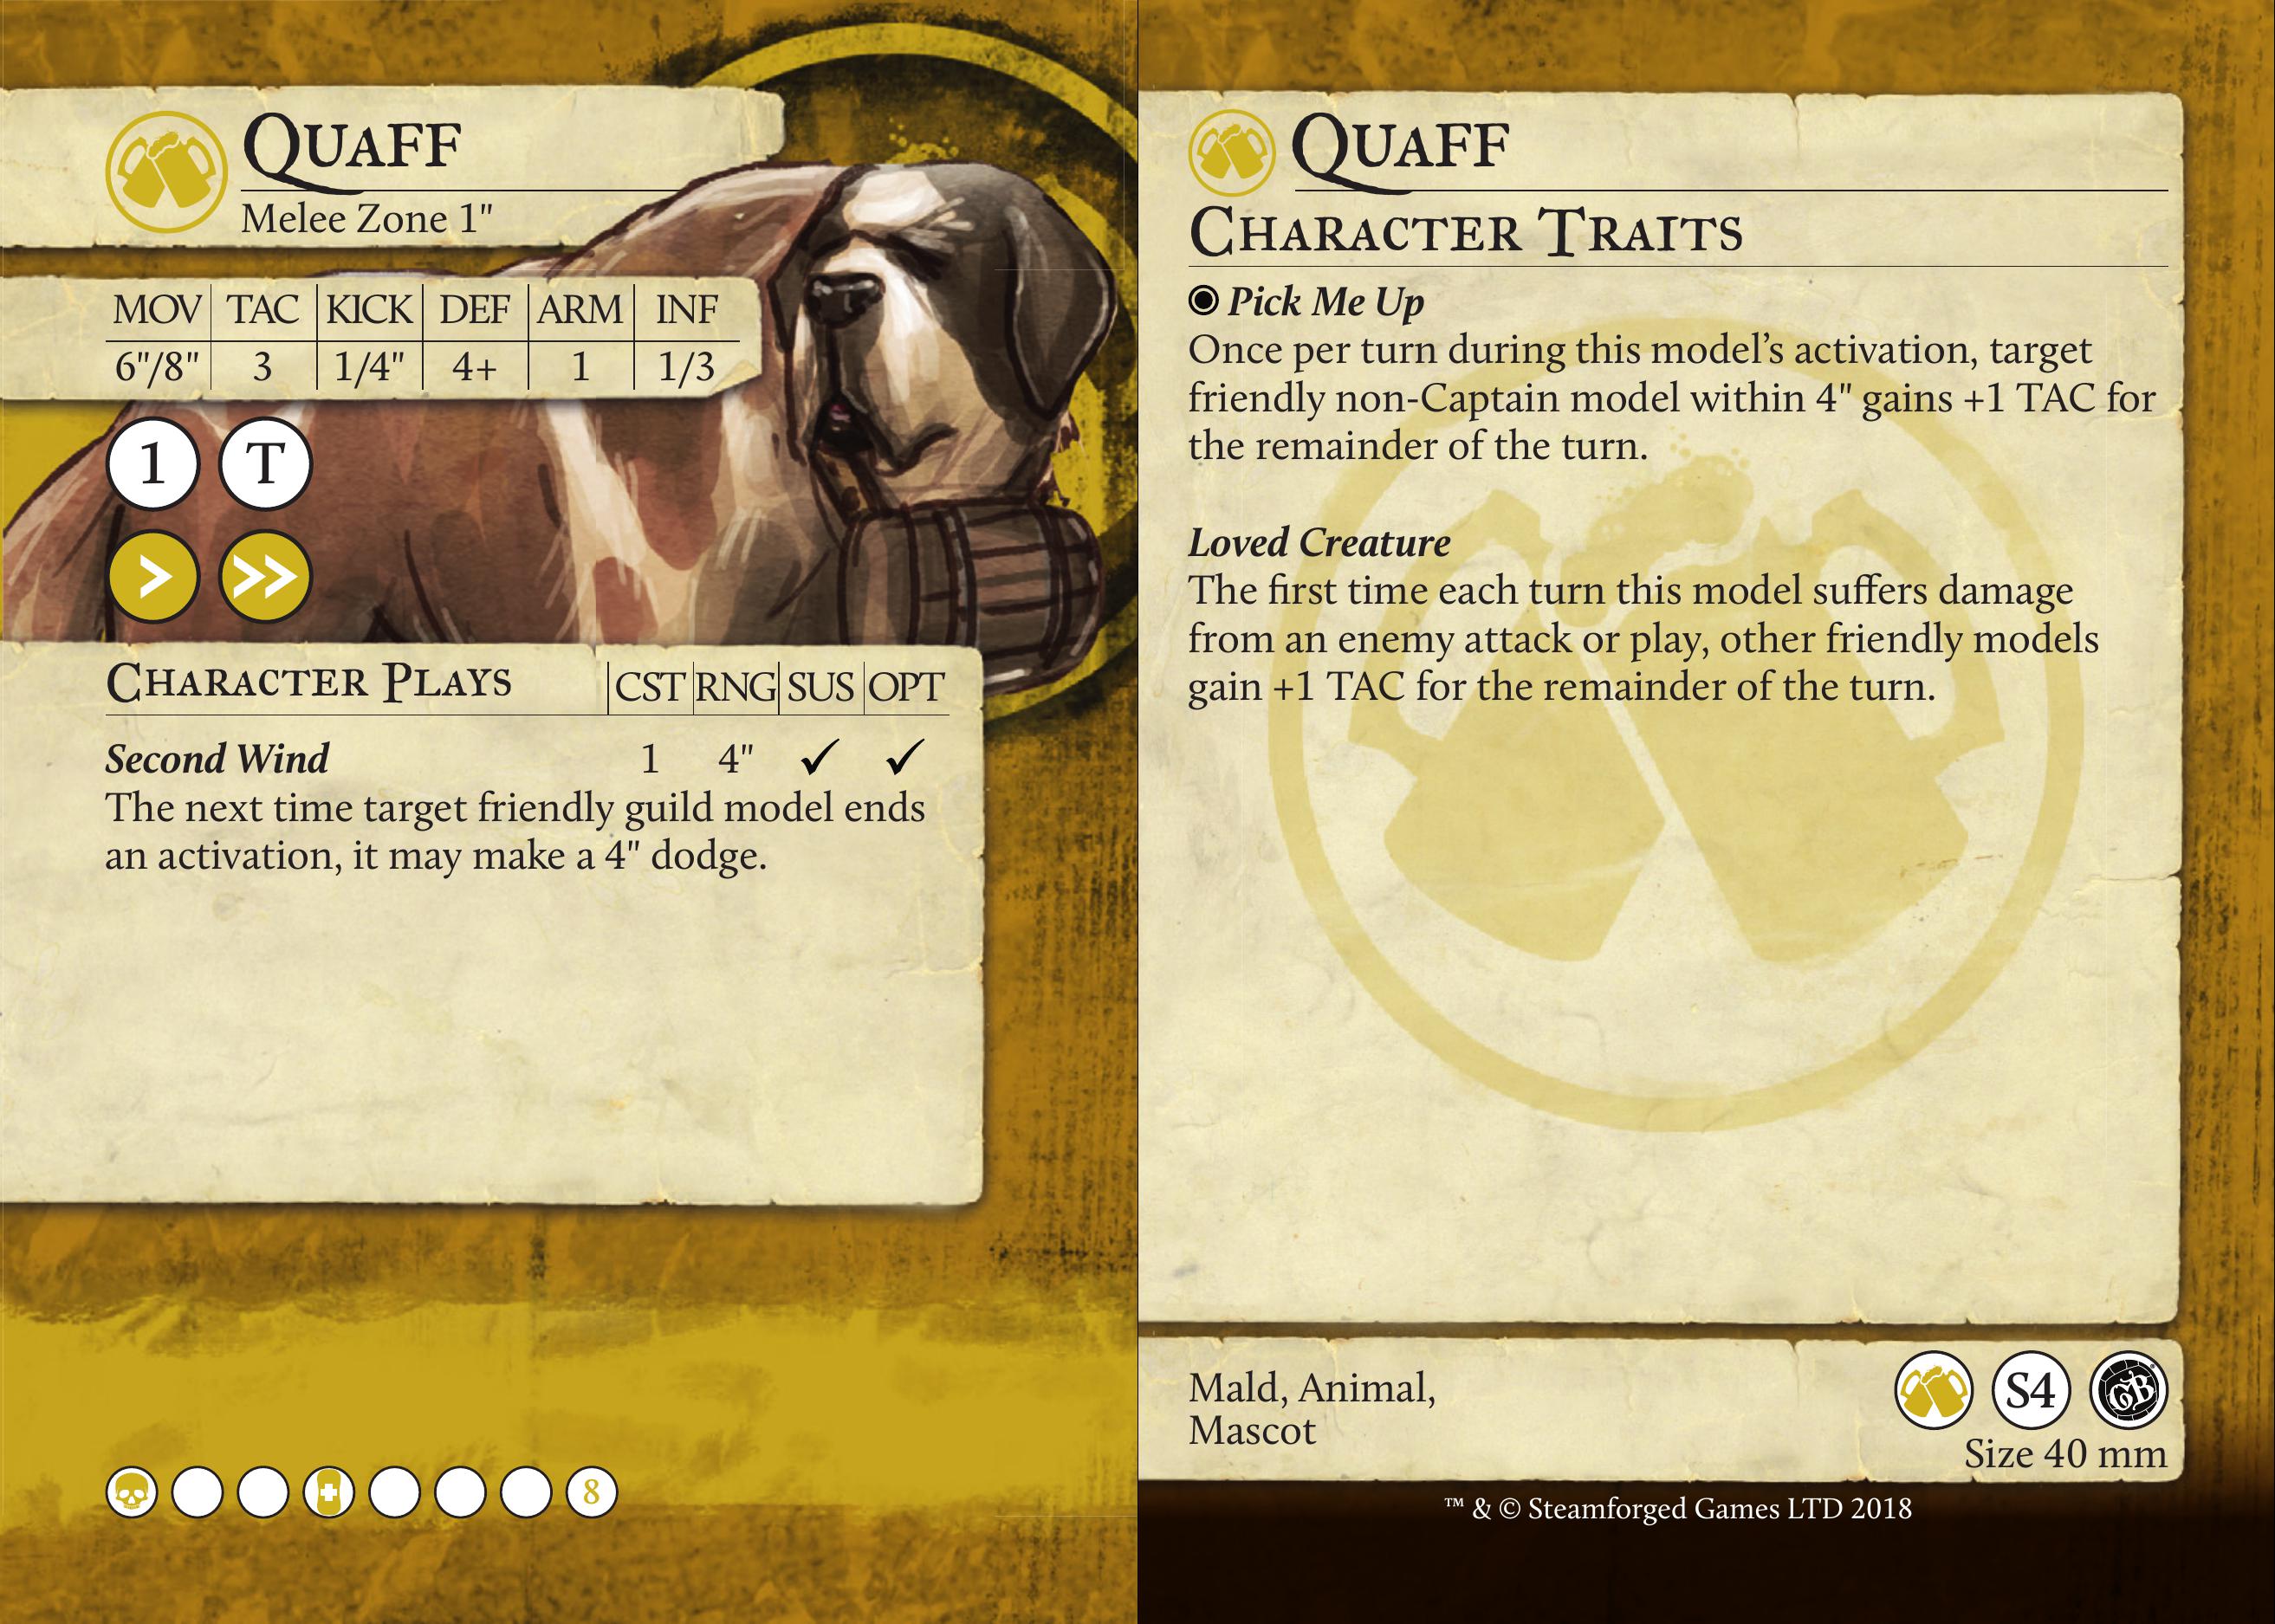 Quaff
Melee Zone 1"
MOV TAC KICK DEF ARM INF
6"/8" 3 1/4" 4+ 1 1/3
1 T
> >>
Character Plays CST RNG SUS OPT
Second Wind 1 4" ✓ ✓
The next time target friendly guild model ends
an activation, it may make a 4" dodge.
8
Quaff
Character Traits
Pick Me Up
Once per turn during this model’s activation, target
friendly non-Captain model within 4" gains +1 TAC for
the remainder of the turn.
Loved Creature
The first time each turn this model suffers damage
from an enemy attack or play, other friendly models
gain +1 TAC for the remainder of the turn.
Mald, Animal,
Mascot
S4 GB
Size 40 mm
™ & © Steamforged Games LTD 2018